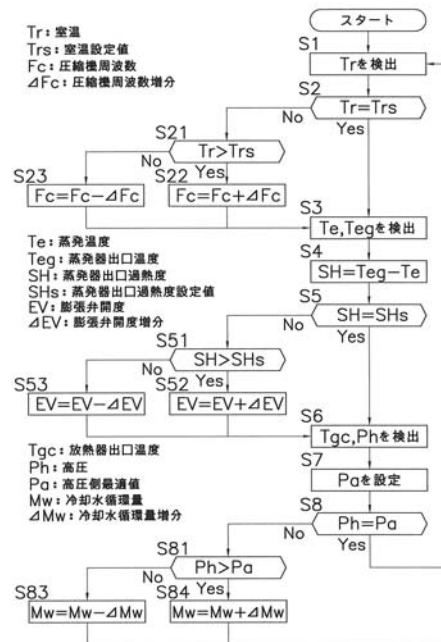 スタート
Tr:室温
Trs:室温設定値
Fc:圧縮機周波数
⊿Fc:圧縮機周波数増分
S1
Trを検出
S2
Tr=Trs
No
Yes
S21
Tr>Trs
No
Yes
S23
Fc=Fc-⊿Fc
S22
Fc=Fc+⊿Fc
S3
Te,Tegを検出
Te:蒸発温度
Teg:蒸発器出口温度
SH:蒸発器出口過熱度
SHs:蒸発器出口過熱度設定値
EV:膨張弁開度
⊿EV:膨張弁開度増分
S4
SH=Teg-Te
S5
SH=SHs
No
Yes
S51
SH>SHs
No
Yes
S53
EV=EV-⊿EV
S52
EV=EV+⊿EV
S6
Tgc,Phを検出
Tgc:放熱器出口温度
Ph:高圧
Pa:高圧側最適値
Mw:冷却水循環量
⊿Mw:冷却水循環量増分
S7
Paを設定
S8
Ph=Pa
No
Yes
S81
Ph>Pa
No
Yes
S83
Mw=Mw-⊿Mw
S84
Mw=Mw+⊿Mw